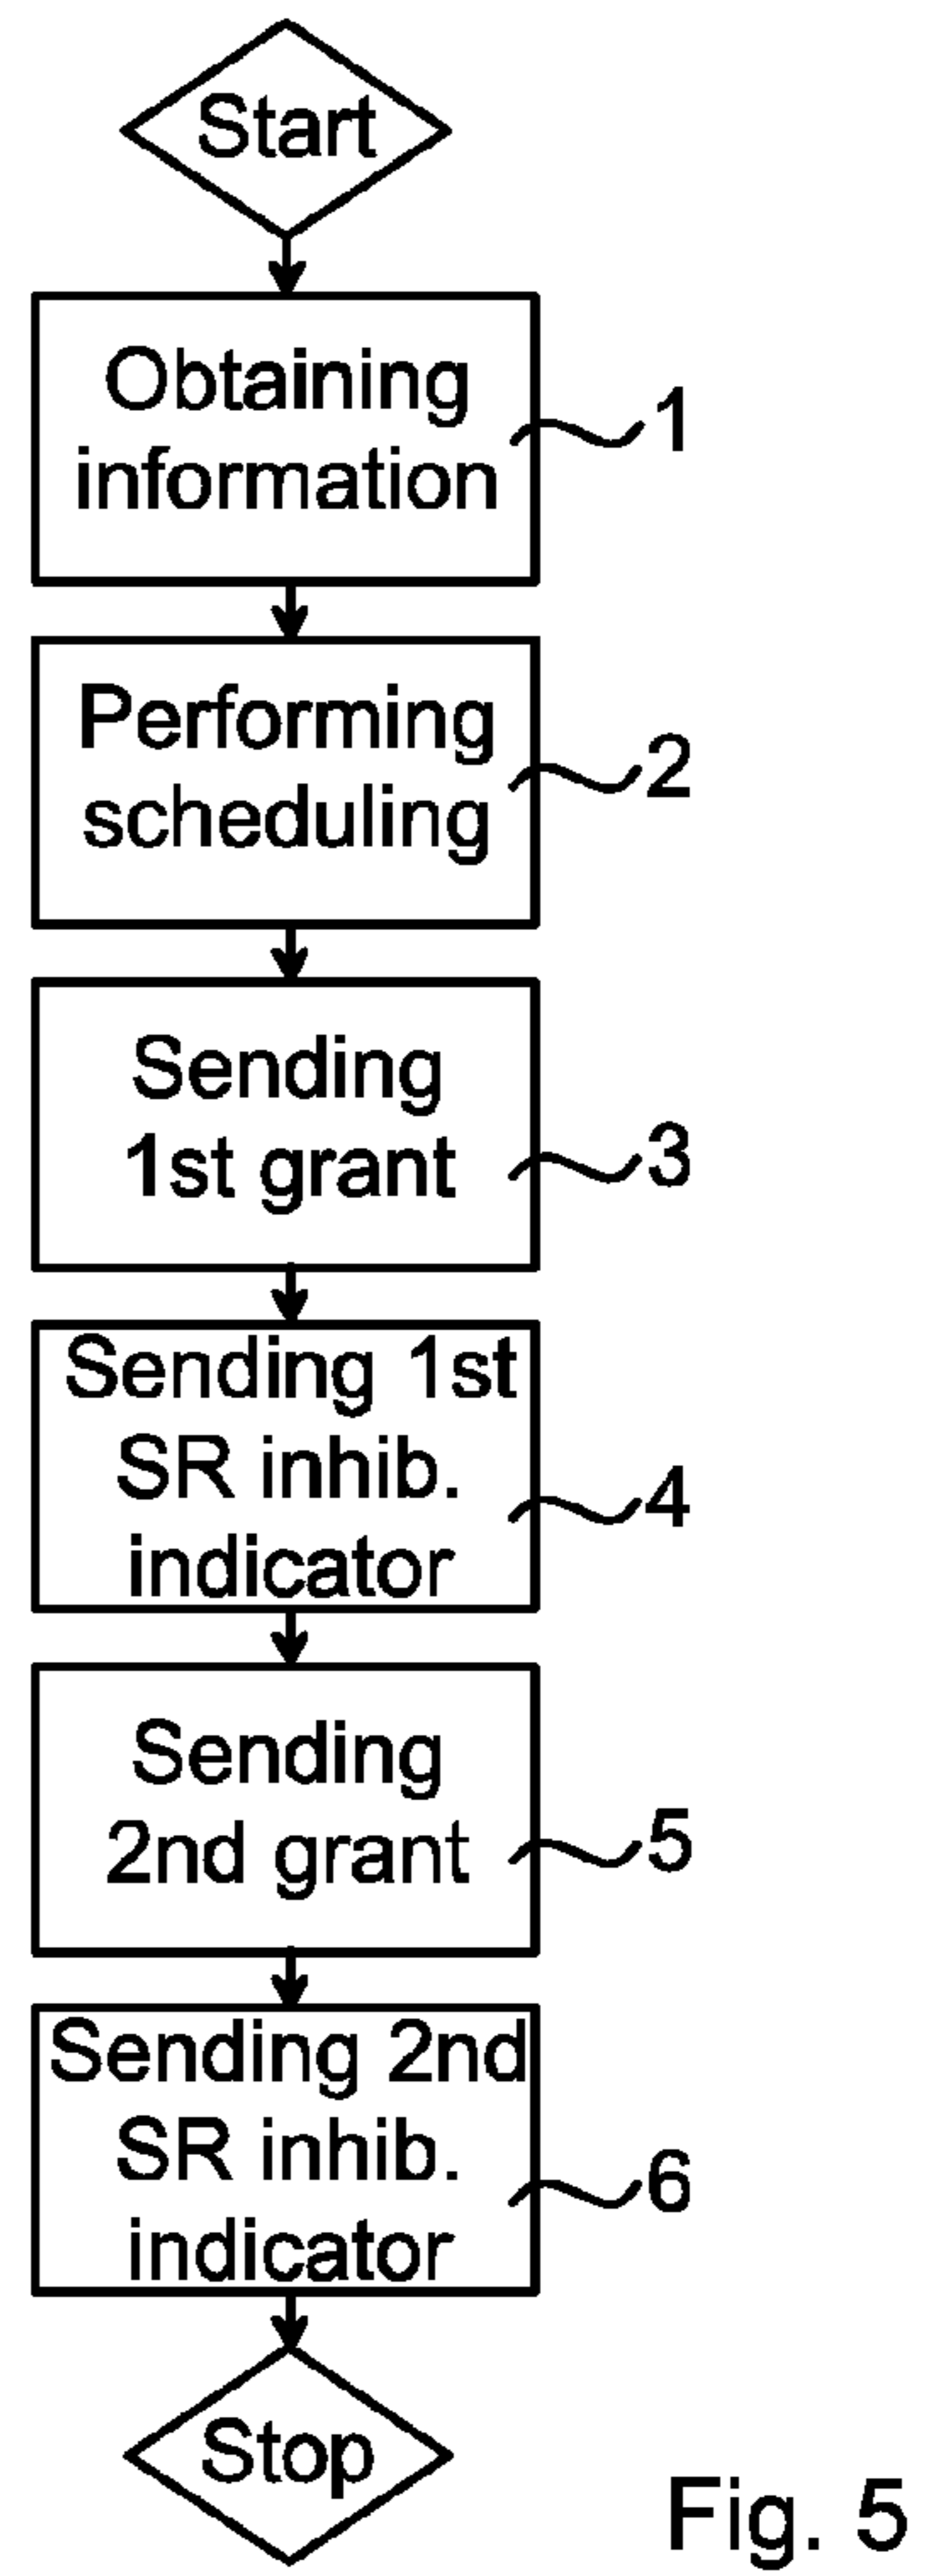 Start
Obtaining
information
1
Performing
scheduling
2
Sending
1st grant
3
Sending 1st
SR inhib.
indicator
4
Sending
2nd grant
5
Sending 2nd
SR inhib.
indicator
6
Stop
Fig. 5